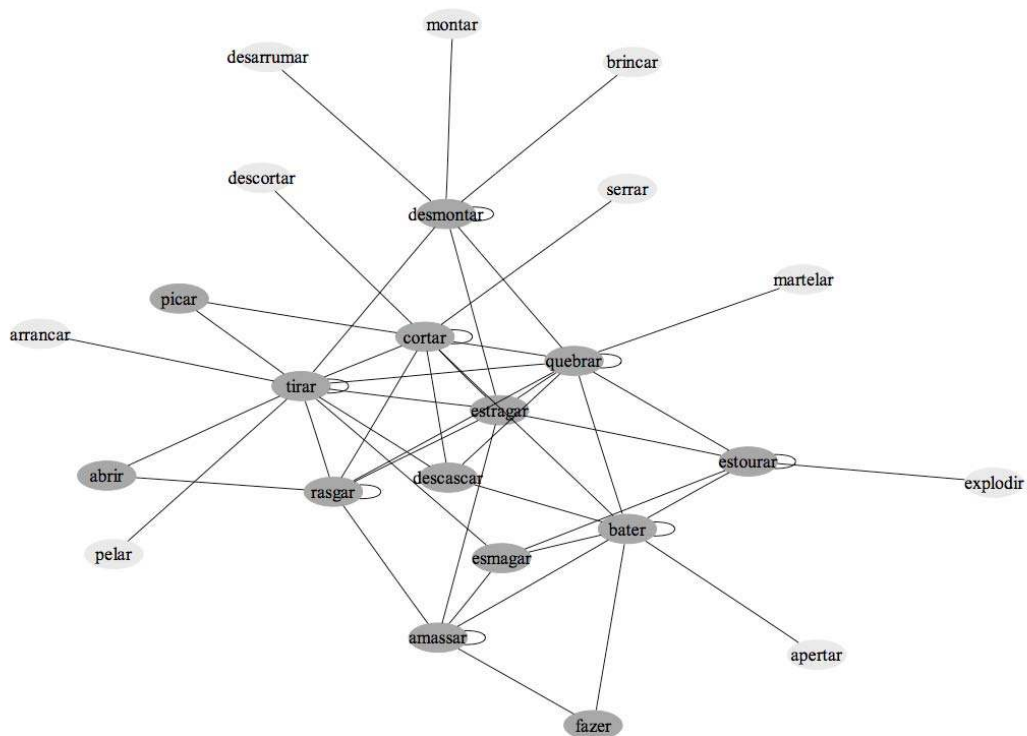 montar
desarrumar
brincar
descortar
serrar
desmontar
martelar
picar
arrancar
cortar
quebrar
tirar
estragar
abrir
rasgar
descascar
estourar
explodir
bater
pelar
esmagar
amassar
apertar
fazer